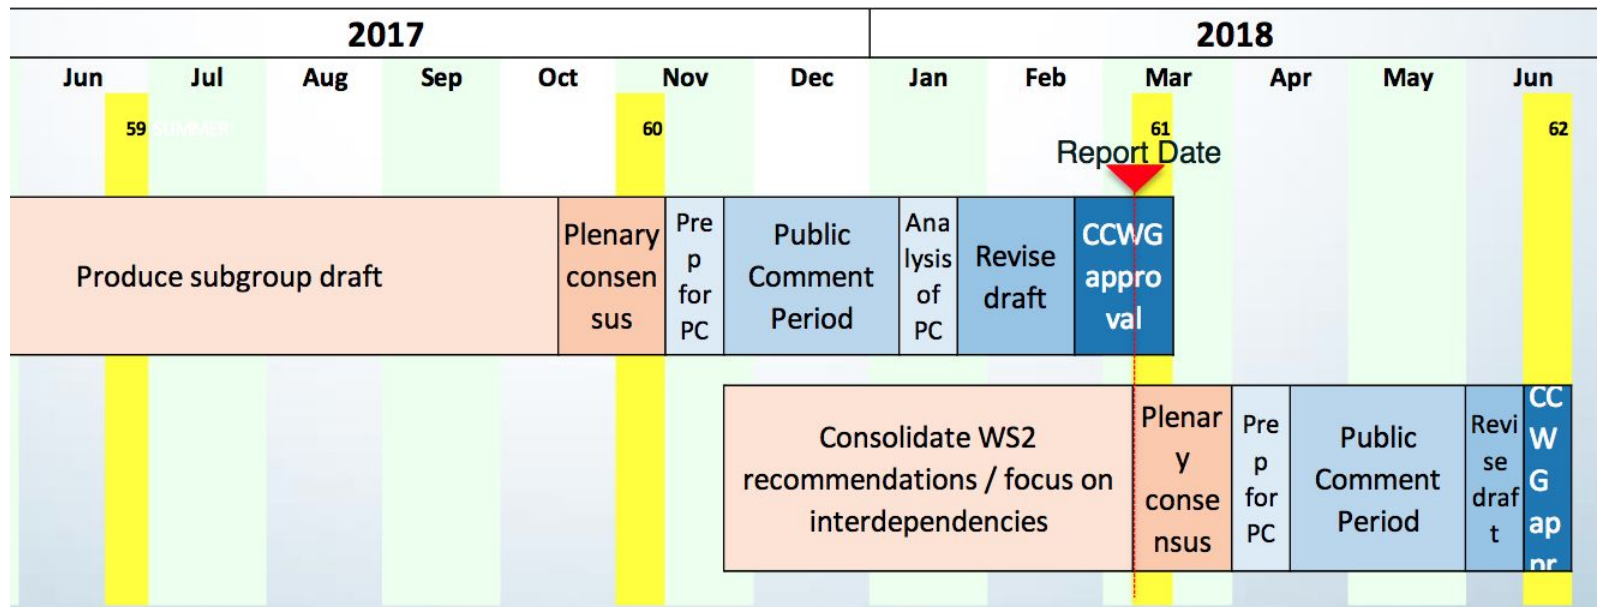 2017 2018
Jun Jul Aug Sep Oct Nov Dec Jan Feb Mar Apr May Jun
59 SUMMER 60 61 62
Report Date
Produce subgroup draft
Plenary
consen
sus
Pre
p
for
PC
Public
Comment
Period
Ana
lysis
of
PC
Revise
draft
CCWG
appro
val
Consolidate WS2
recommendations / focus on
interdependencies
Plenar
y
conse
nsus
Pre
p
for
PC
Public
Comment
Period
Revi
se
draf
t
CC
W
G
ap
pr